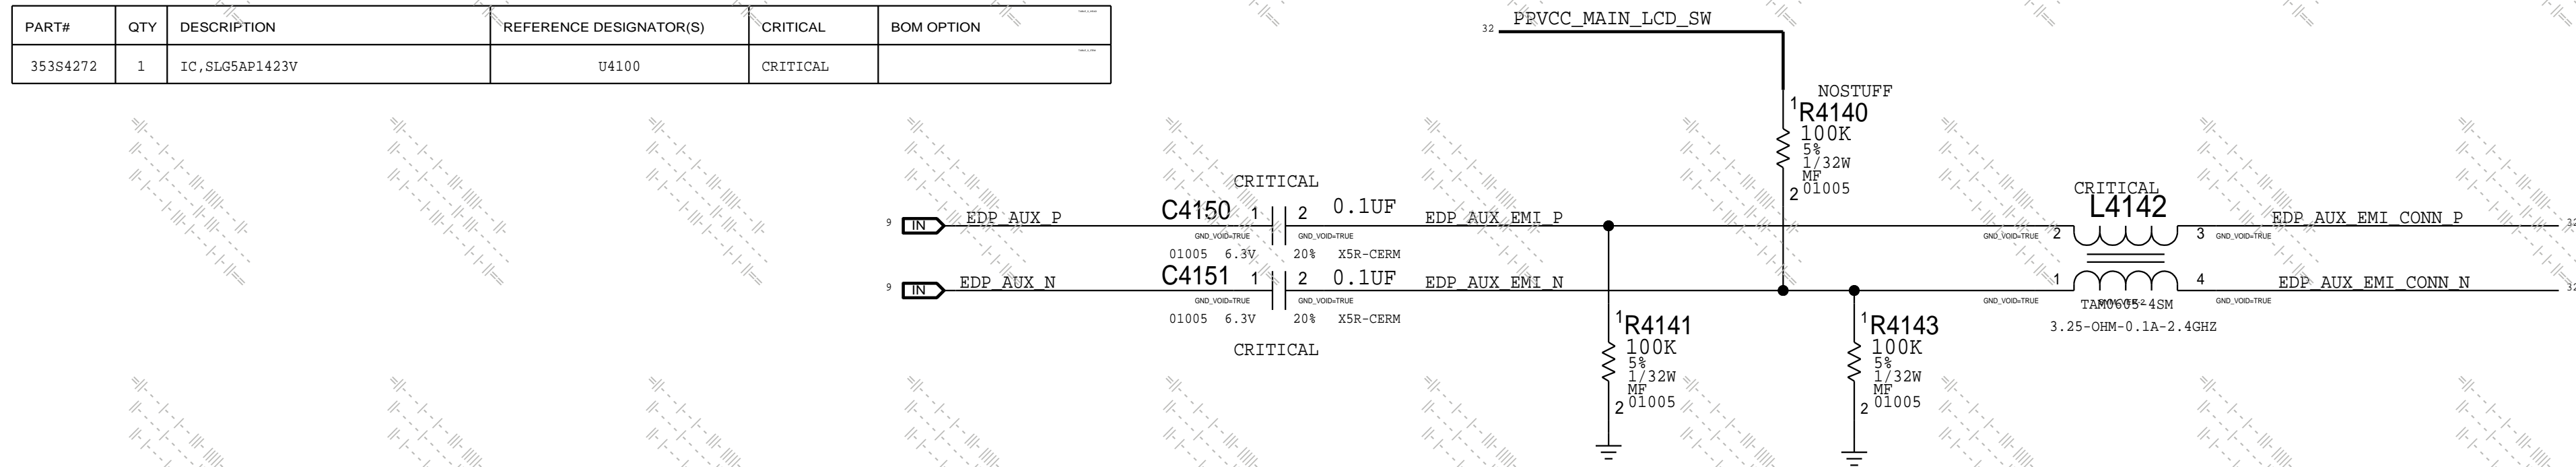 PART# QTY DESCRIPTION REFERENCE DESIGNATOR(S) CRITICAL BOM OPTION
353S4272 1 IC,SLG5AP1423V U4100 CRITICAL
32 PPVCC_MAIN_LCD_SW
NOSTUFF
1 R4140
100K
5%
1/32W
MF
2 01005
CRITICAL
9 IN EDP_AUX_P C4150 1 2 0.1UF EDP_AUX_EMI_P
GND_VOID=TRUE GND_VOID=TRUE
01005 6.3V 20% X5R-CERM
9 IN EDP_AUX_N C4151 1 2 0.1UF EDP_AUX_EMI_N
GND_VOID=TRUE GND_VOID=TRUE
01005 6.3V 20% X5R-CERM
CRITICAL
1 R4141
100K
5%
1/32W
MF
2 01005
1 R4143
100K
5%
1/32W
MF
2 01005
CRITICAL
L4142
GND_VOID=TRUE 2 3 GND_VOID=TRUE EDP_AUX_EMI_CONN_P 32
GND_VOID=TRUE 1 4 GND_VOID=TRUE EDP_AUX_EMI_CONN_N 32
TAM0605-4SM
3.25-OHM-0.1A-2.4GHZ